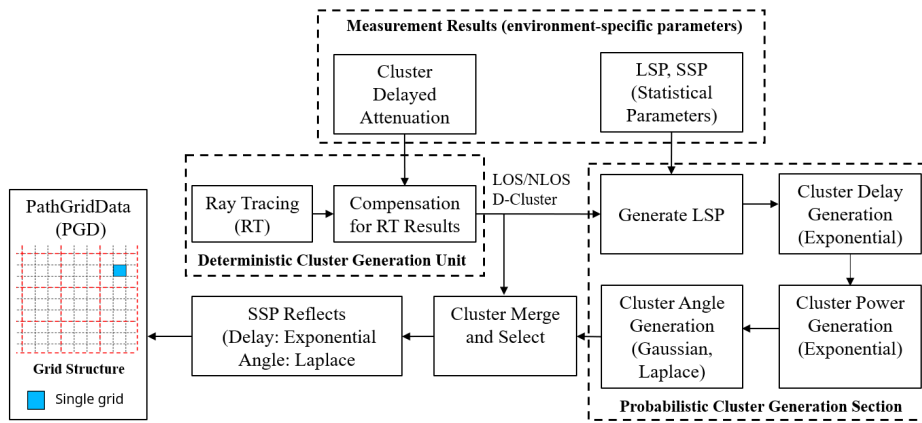 Measurement Results (environment-specific parameters)
Cluster
Delayed
Attenuation
LSP, SSP
(Statistical
Parameters)
Ray Tracing
(RT)
Compensation
for RT Results
Deterministic Cluster Generation Unit
LOS/NLOS
D-Cluster
Generate LSP
Cluster Delay
Generation
(Exponential)
Cluster Power
Generation
(Exponential)
Cluster Angle
Generation
(Gaussian,
Laplace)
Probabilistic Cluster Generation Section
Cluster Merge
and Select
SSP Reflects
(Delay: Exponential
Angle: Laplace
PathGridData
(PGD)
Grid Structure
Single grid